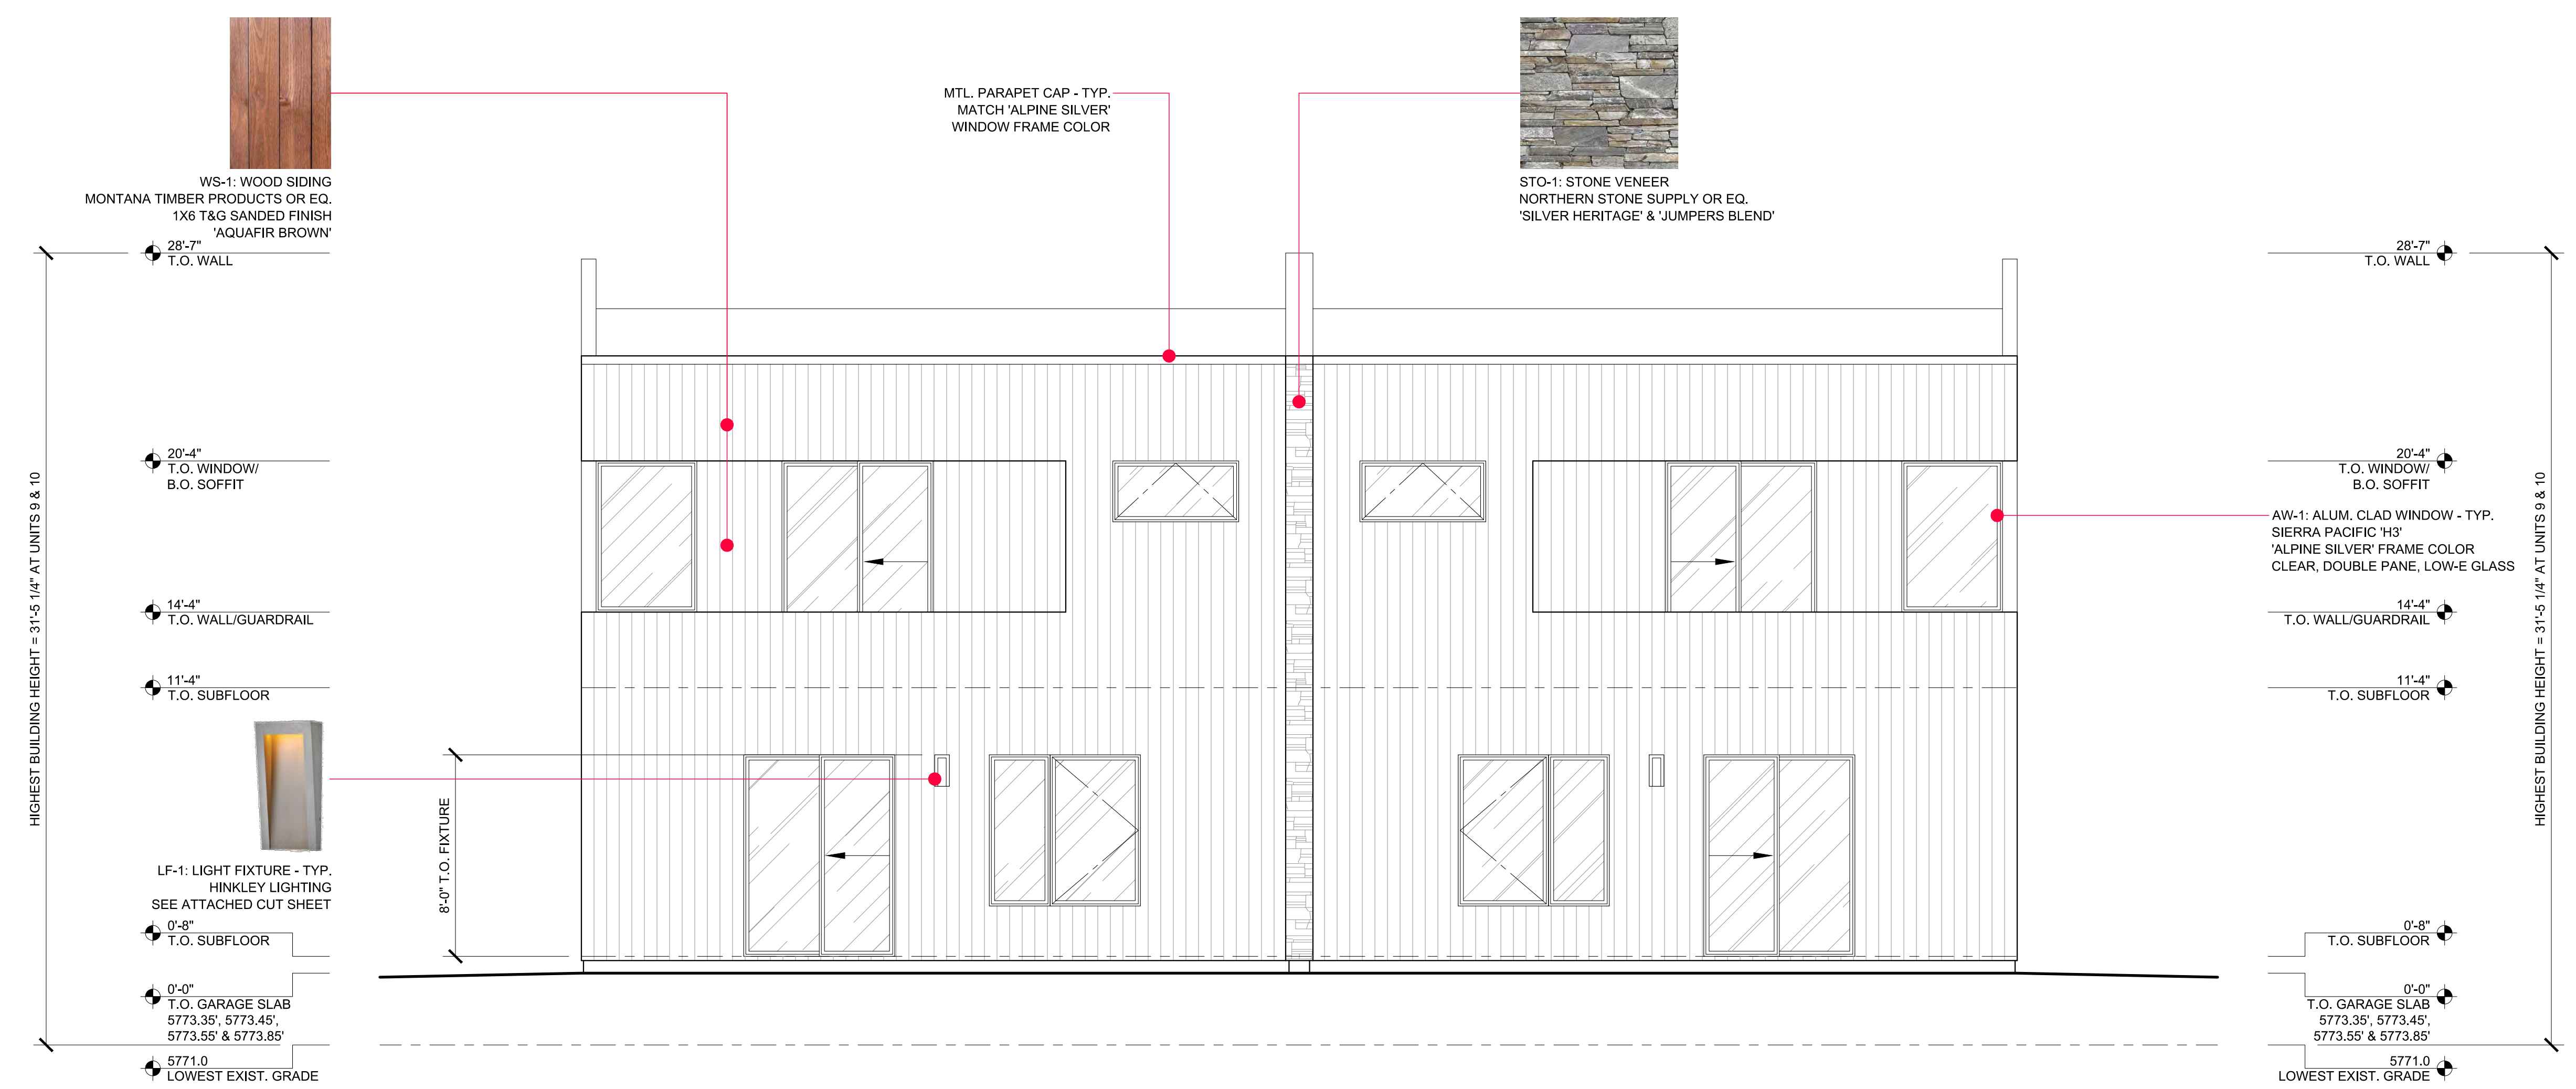 WS-1: WOOD SIDING
MONTANA TIMBER PRODUCTS OR EQ.
1X6 T&G SANDED FINISH
'AQUAFIR BROWN'
MTL. PARAPET CAP - TYP.
MATCH 'ALPINE SILVER'
WINDOW FRAME COLOR
STO-1: STONE VENEER
NORTHERN STONE SUPPLY OR EQ.
'SILVER HERITAGE' & 'JUMPERS BLEND'
HIGHEST BUILDING HEIGHT = 31'-5 1/4" AT UNITS 9 & 10
28'-7"
T.O. WALL
20'-4"
T.O. WINDOW/
B.O. SOFFIT
14'-4"
T.O. WALL/GUARDRAIL
11'-4"
T.O. SUBFLOOR
LF-1: LIGHT FIXTURE - TYP.
HINKLEY LIGHTING
SEE ATTACHED CUT SHEET
8'-0" T.O. FIXTURE
0'-8"
T.O. SUBFLOOR
0'-0"
T.O. GARAGE SLAB
5773.35', 5773.45',
5773.55' & 5773.85'
5771.0
LOWEST EXIST. GRADE
28'-7"
T.O. WALL
20'-4"
T.O. WINDOW/
B.O. SOFFIT
AW-1: ALUM. CLAD WINDOW - TYP.
SIERRA PACIFIC 'H3'
'ALPINE SILVER' FRAME COLOR
CLEAR, DOUBLE PANE, LOW-E GLASS
14'-4"
T.O. WALL/GUARDRAIL
11'-4"
T.O. SUBFLOOR
0'-8"
T.O. SUBFLOOR
0'-0"
T.O. GARAGE SLAB
5773.35', 5773.45',
5773.55' & 5773.85'
5771.0
LOWEST EXIST. GRADE
HIGHEST BUILDING HEIGHT = 31'-5 1/4" AT UNITS 9 & 10